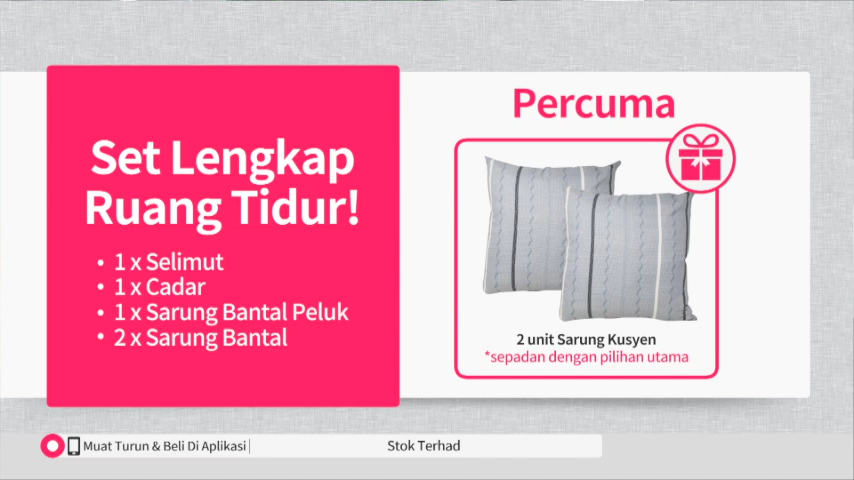 Set Lengkap
Ruang Tidur!
• 1 x Selimut
• 1 x Cadar
• 1 x Sarung Bantal Peluk
• 2 x Sarung Bantal
Percuma
2 unit Sarung Kusyen
*sepadan dengan pilihan utama
Muat Turun & Beli Di Aplikasi
Stok Terhad